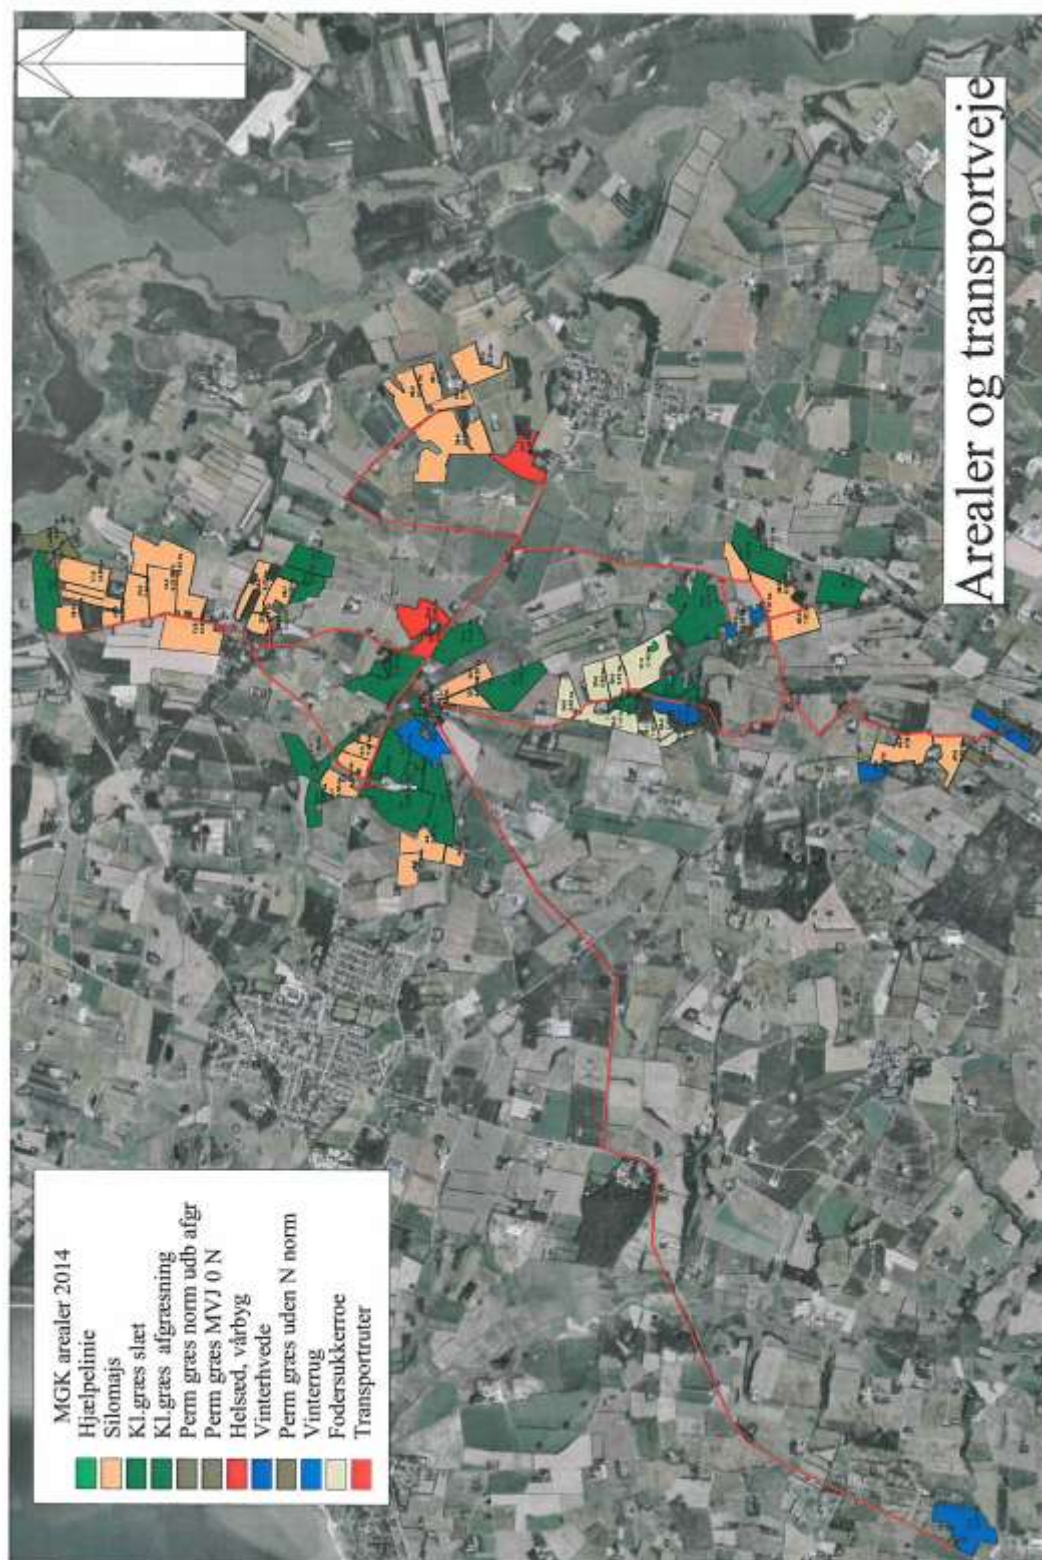 Arealer og transportveje
MGK arealer 2014
Hjælpelinie
Silomajs
Kl.græs slæt
Kl.græs afgræsning
Perm græs norm udb afgr
Perm græs MVJ 0 N
Helsæd, vårbyg
Vinterhvede
Perm græs uden N norm
Vinterrug
Fodersukkerroe
Transportruter